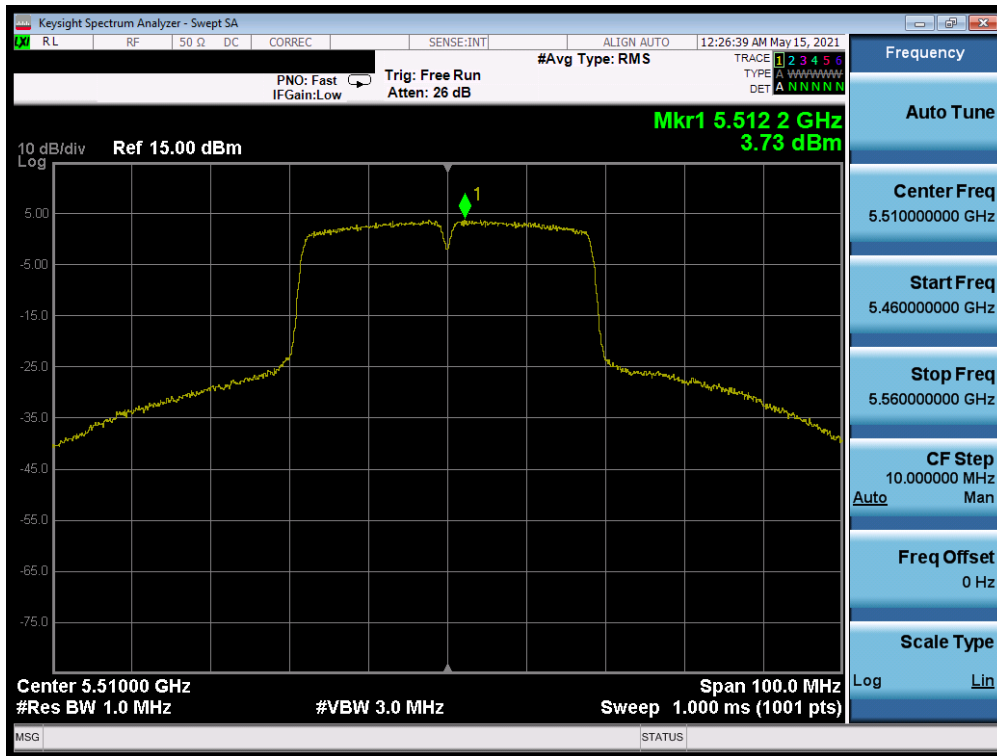 Keysight Spectrum Analyzer - Swept SA
LXI RL RF 50 Ω DC CORREC SENSE:INT ALIGN AUTO 12:26:39 AM May 15, 2021
PNO: Fast
IFGain:Low
Trig: Free Run
Atten: 26 dB
#Avg Type: RMS
TRACE 1 2 3 4 5 6
TYPE A WWWWW
DET A N N N N N
Mkr1 5.512 2 GHz
3.73 dBm
10 dB/div
Log
Ref 15.00 dBm
1
5.00
-5.00
-15.0
-25.0
-35.0
-45.0
-55.0
-65.0
-75.0
Center 5.51000 GHz
#Res BW 1.0 MHz
#VBW 3.0 MHz
Span 100.0 MHz
Sweep 1.000 ms (1001 pts)
MSG
STATUS
Frequency
Auto Tune
Center Freq
5.510000000 GHz
Start Freq
5.460000000 GHz
Stop Freq
5.560000000 GHz
CF Step
10.000000 MHz
Auto Man
Freq Offset
0 Hz
Scale Type
Log Lin